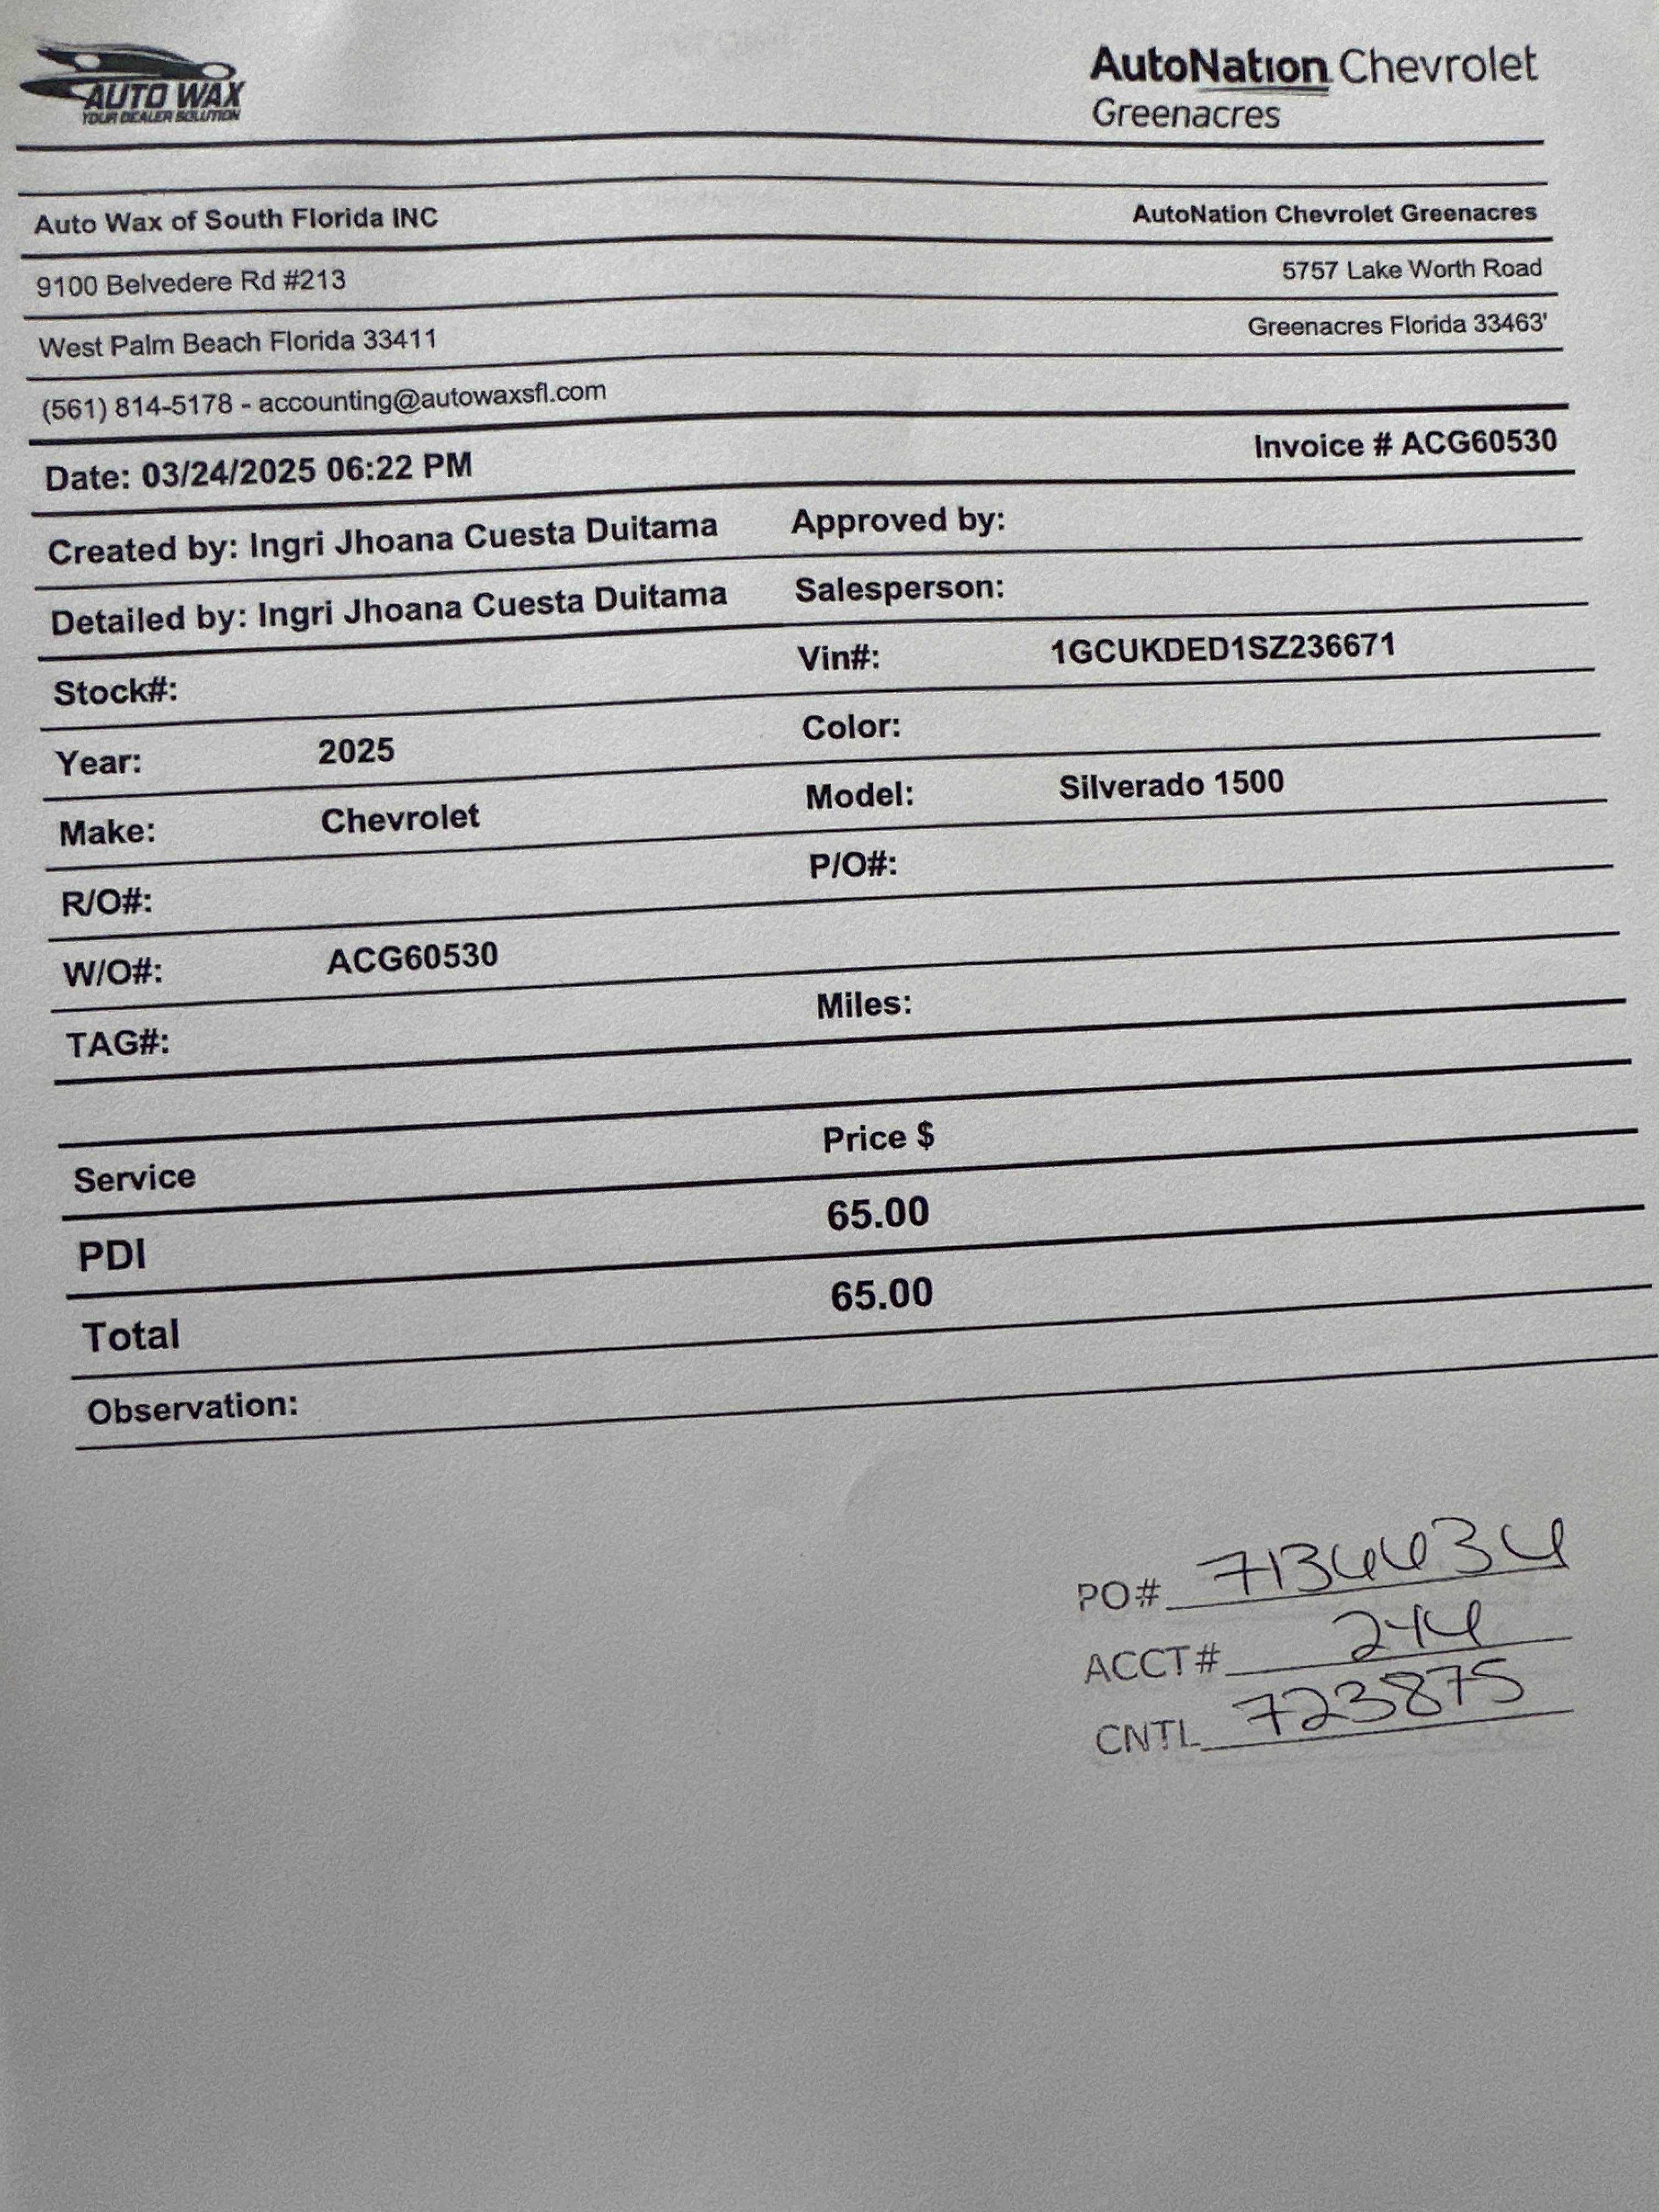 AUTO WAX
YOUR DEALER SOLUTION
AutoNation Chevrolet
Greenacres
Auto Wax of South Florida INC
AutoNation Chevrolet Greenacres
9100 Belvedere Rd #213
5757 Lake Worth Road
West Palm Beach Florida 33411
Greenacres Florida 33463'
(561) 814-5178 - accounting@autowaxsfl.com
Date: 03/24/2025 06:22 PM
Invoice # ACG60530
Created by: Ingri Jhoana Cuesta Duitama
Approved by:
Detailed by: Ingri Jhoana Cuesta Duitama
Salesperson:
Stock#:
Vin#: 1GCUKDED1SZ236671
Year: 2025
Color:
Make: Chevrolet
Model: Silverado 1500
R/O#:
P/O#:
W/O#: ACG60530
TAG#:
Miles:
Service Price $
PDI 65.00
Total 65.00
Observation:
PO# 7134434
ACCT# 244
CNTL 723875